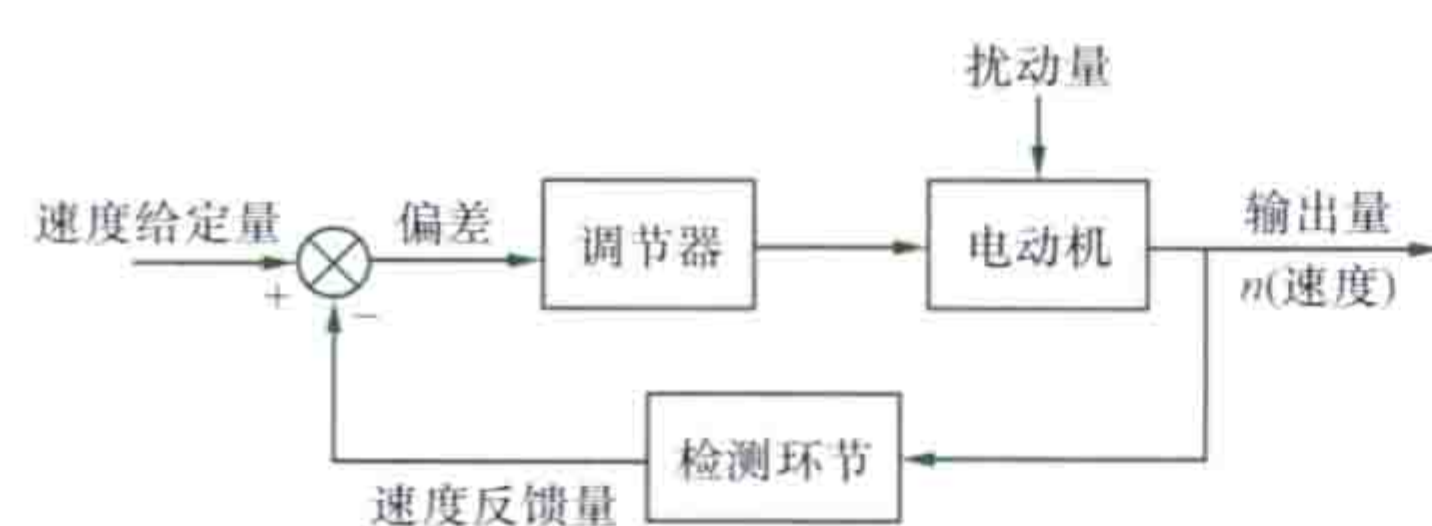 扰动量
速度给定量
偏差
调节器
电动机
输出量
n(速度)
+
−
检测环节
速度反馈量